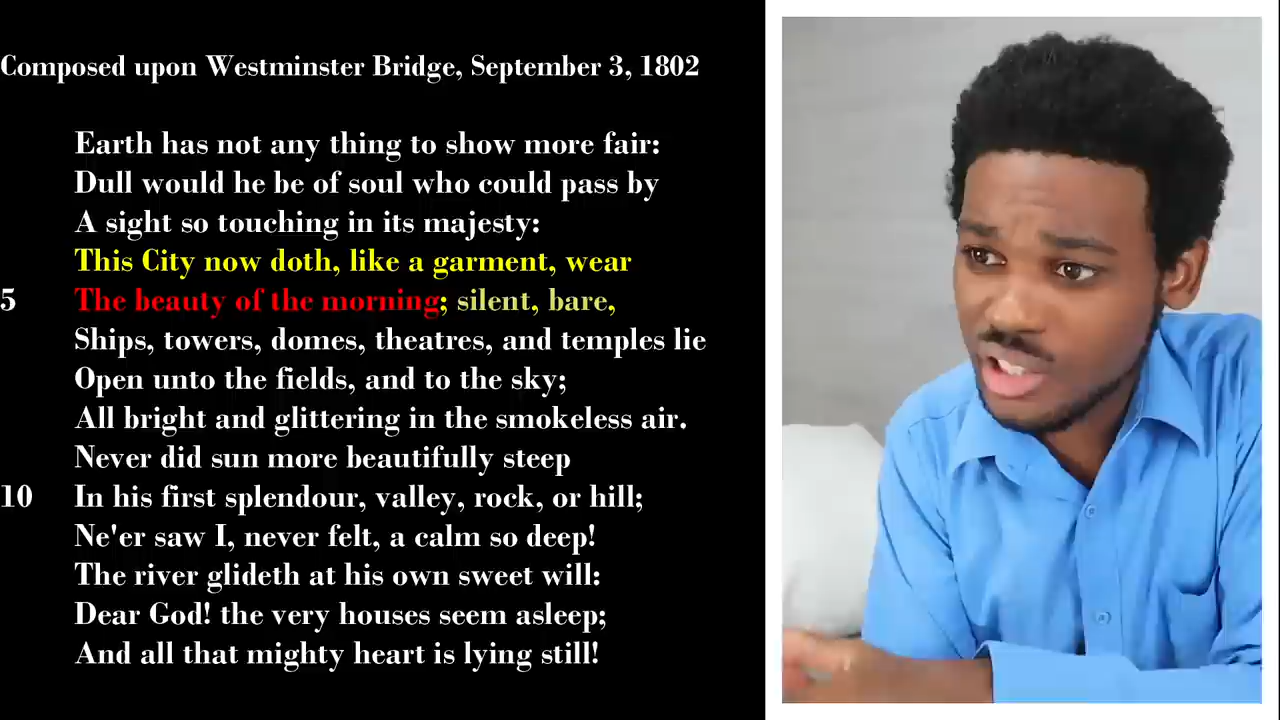 Composed upon Westminster Bridge, September 3, 1802
Earth has not any thing to show more fair:
Dull would he be of soul who could pass by
A sight so touching in its majesty:
This City now doth, like a garment, wear
5 The beauty of the morning; silent, bare,
Ships, towers, domes, theatres, and temples lie
Open unto the fields, and to the sky;
All bright and glittering in the smokeless air.
Never did sun more beautifully steep
10 In his first splendour, valley, rock, or hill;
Ne'er saw I, never felt, a calm so deep!
The river glideth at his own sweet will:
Dear God! the very houses seem asleep;
And all that mighty heart is lying still!